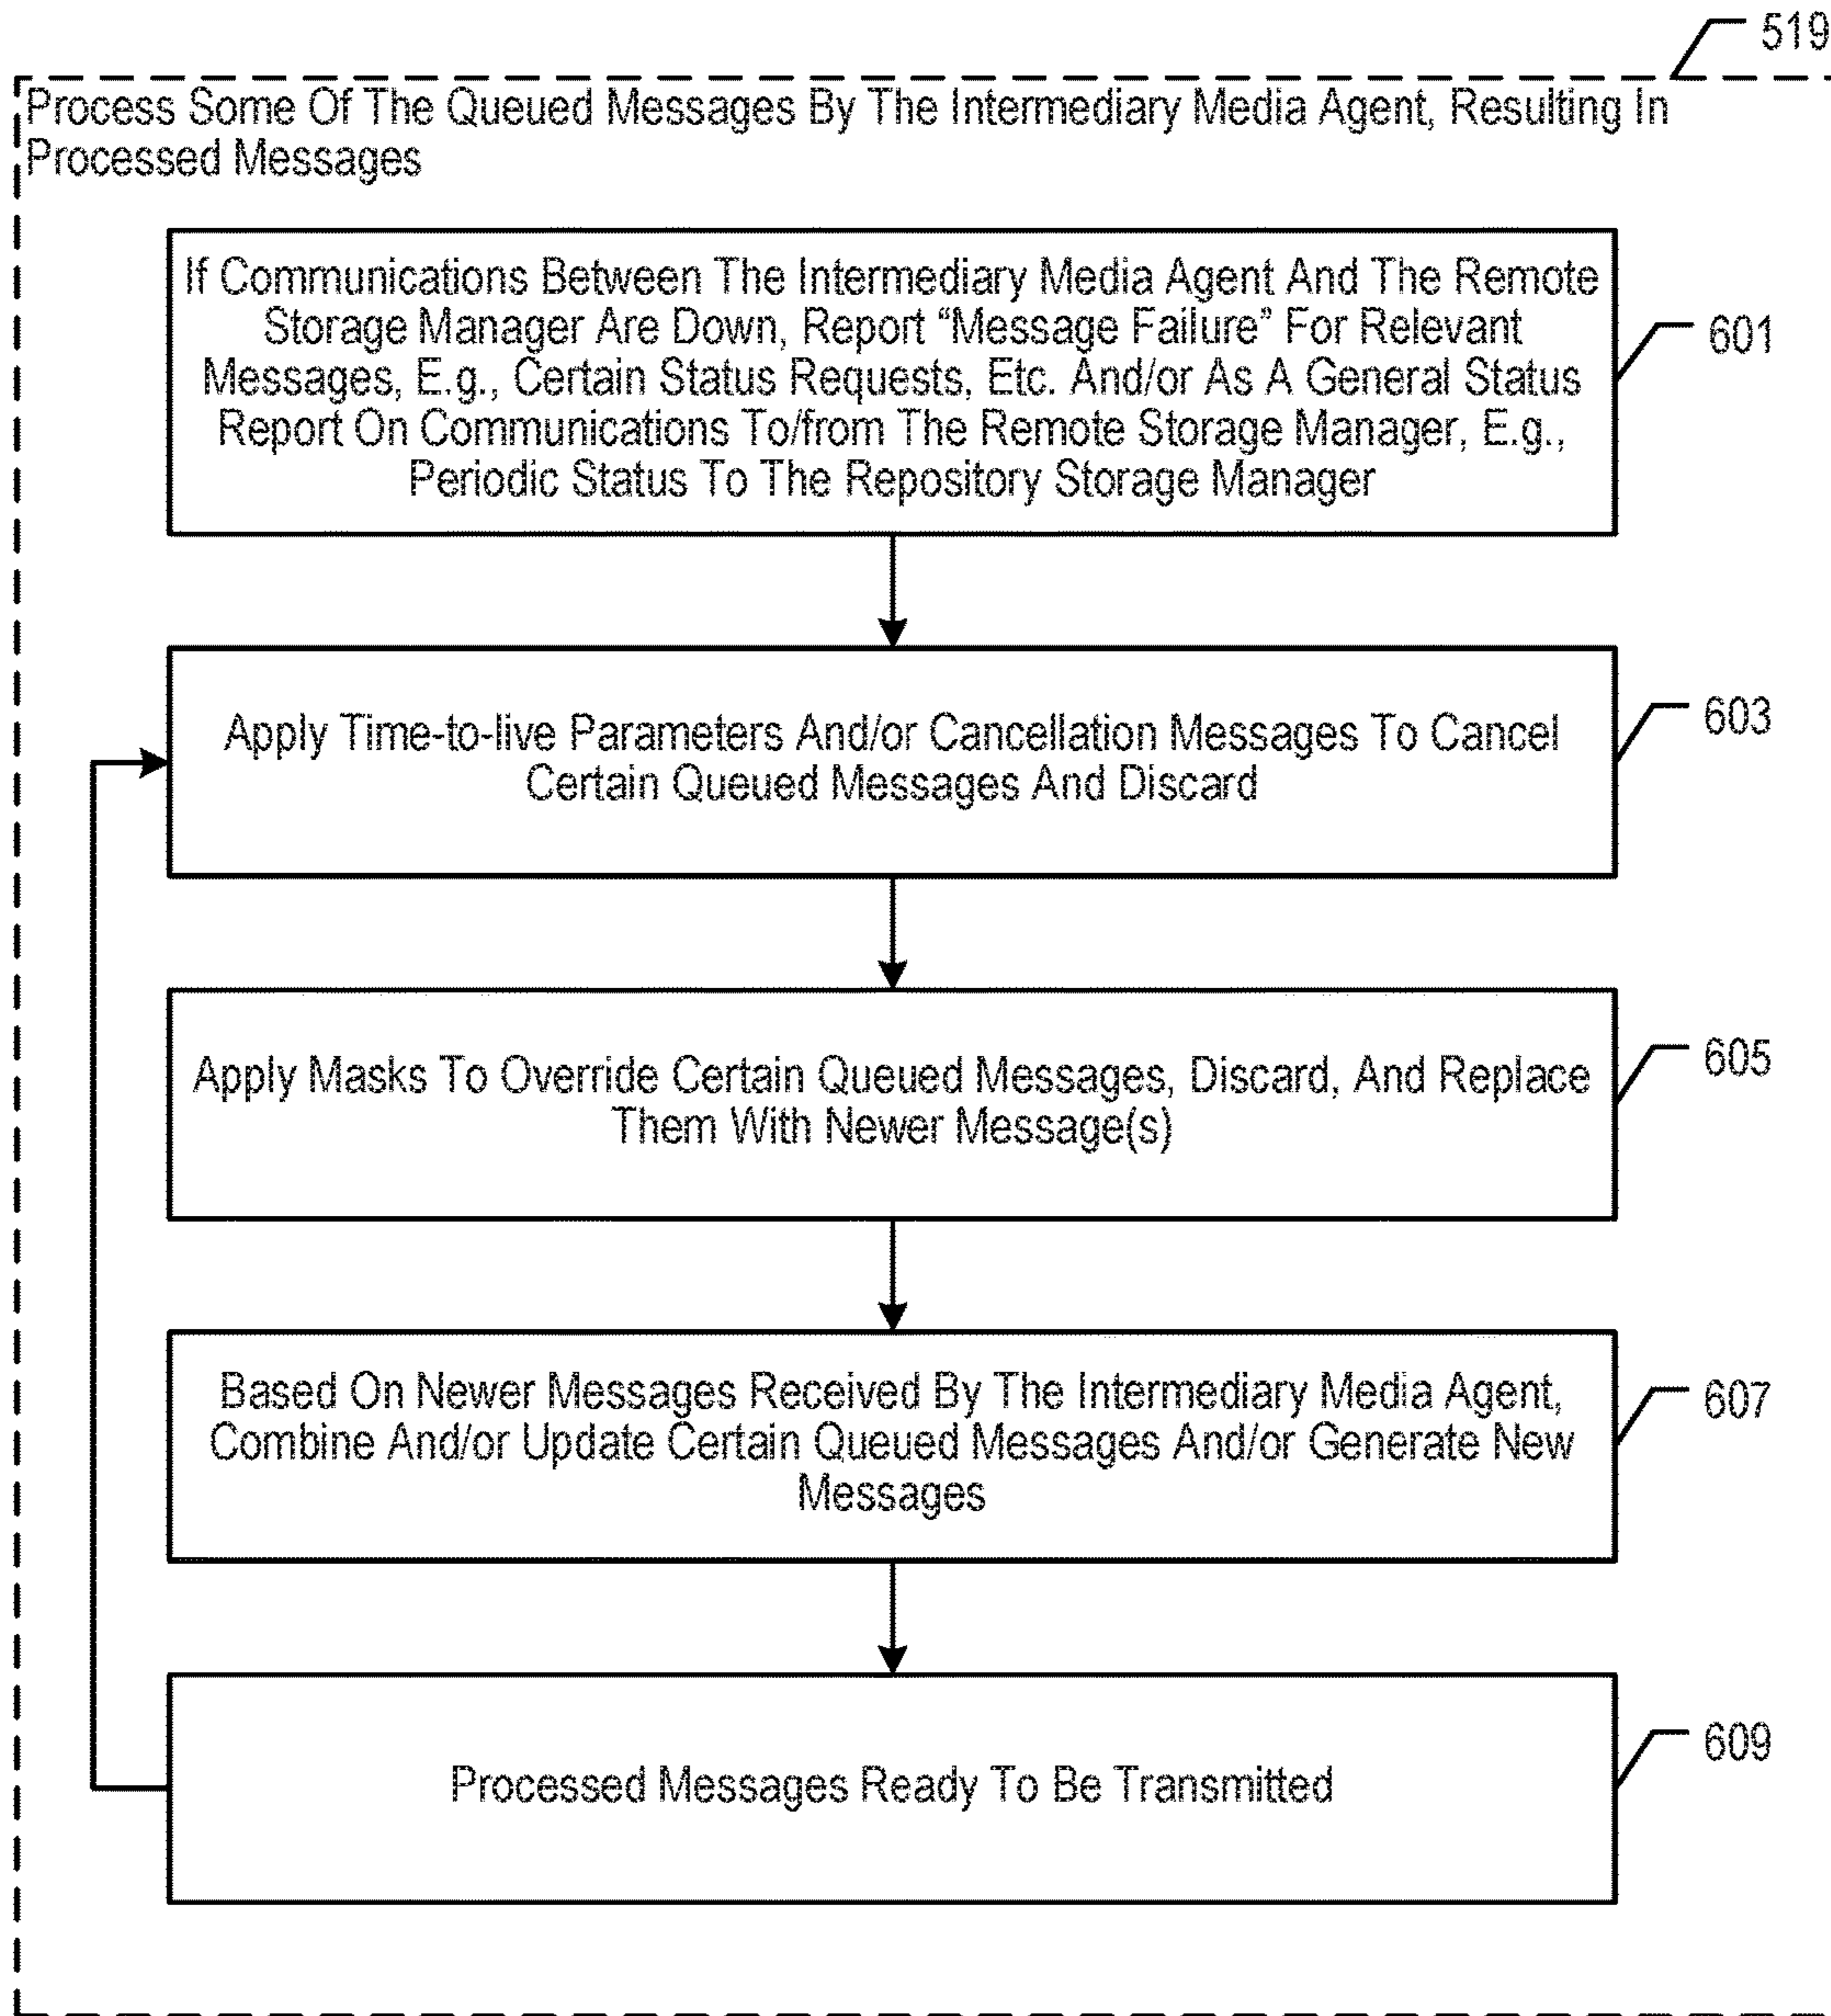 519
Process Some Of The Queued Messages By The Intermediary Media Agent, Resulting In
Processed Messages
If Communications Between The Intermediary Media Agent And The Remote
Storage Manager Are Down, Report “Message Failure” For Relevant
Messages, E.g., Certain Status Requests, Etc. And/or As A General Status
Report On Communications To/from The Remote Storage Manager, E.g.,
Periodic Status To The Repository Storage Manager
601
Apply Time-to-live Parameters And/or Cancellation Messages To Cancel
Certain Queued Messages And Discard
603
Apply Masks To Override Certain Queued Messages, Discard, And Replace
Them With Newer Message(s)
605
Based On Newer Messages Received By The Intermediary Media Agent,
Combine And/or Update Certain Queued Messages And/or Generate New
Messages
607
Processed Messages Ready To Be Transmitted
609